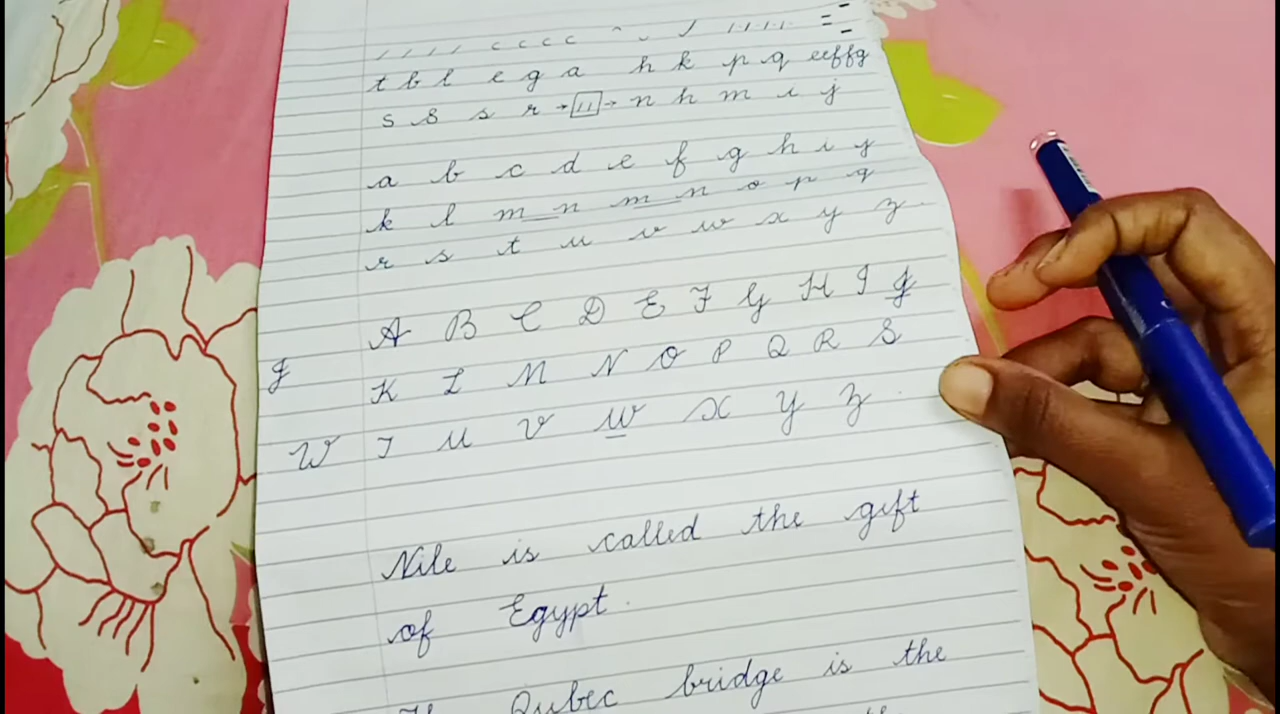 t b l e g a h k p q eeffg
s s s r → u → n h m i j
a b c d e f g h i y
k l m n m n o p q
r s t u v w x y z .
A B C D E F G H I J
J K L M N O P Q R S
W T U V W X Y Z .
Nile is called the gift
of Egypt .
Qubec bridge is the